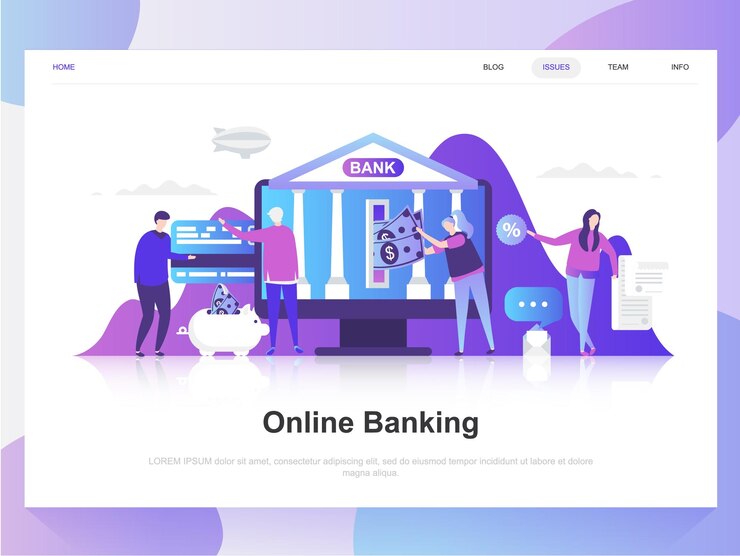 HOME
BLOG
ISSUES
TEAM
INFO
BANK
$
$
%
Online Banking
LOREM IPSUM dolor sit amet, consectetur adipiscing elit, sed do eiusmod tempor incididunt ut labore et dolore
magna aliqua.